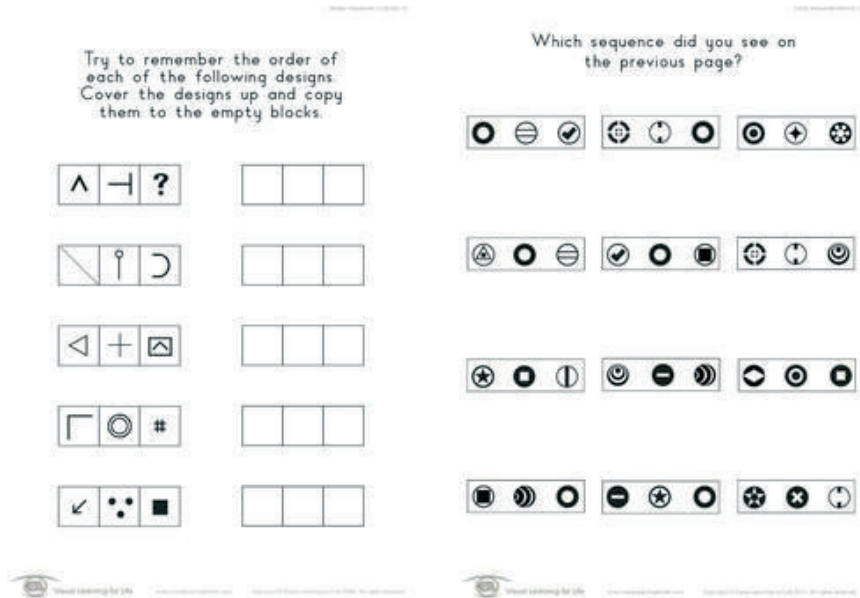 Try to remember the order of
each of the following designs.
Cover the designs up and copy
them to the empty blocks.
?
#
Visual Learning for Life
Which sequence did you see on
the previous page?
Visual Learning for Life